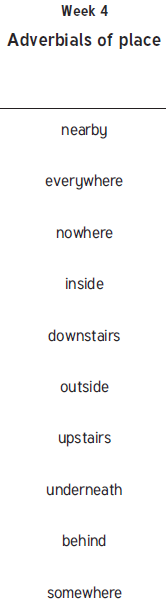 Week 4
Adverbials of place
nearby
everywhere
nowhere
inside
downstairs
outside
upstairs
underneath
behind
somewhere